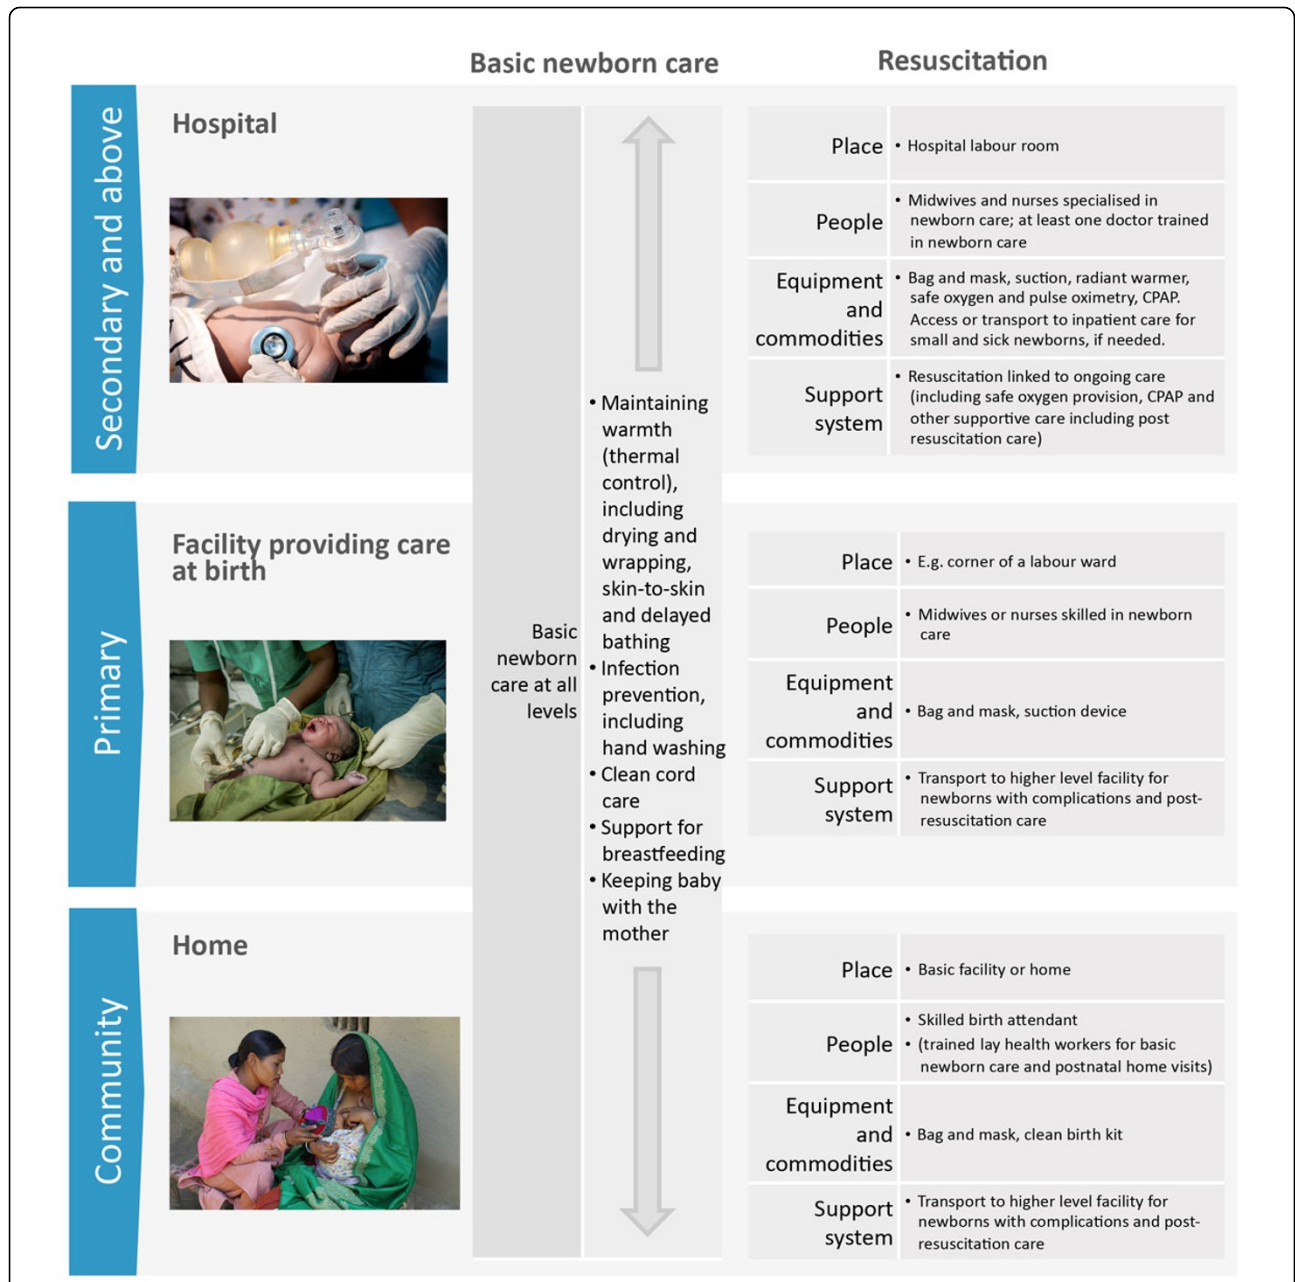 Basic newborn care
Resuscitation
Secondary and above
Hospital
Place
• Hospital labour room
People
• Midwives and nurses specialised in
newborn care; at least one doctor trained
in newborn care
Equipment
and
commodities
• Bag and mask, suction, radiant warmer,
safe oxygen and pulse oximetry, CPAP.
Access or transport to inpatient care for
small and sick newborns, if needed.
Support
system
• Resuscitation linked to ongoing care
(including safe oxygen provision, CPAP and
other supportive care including post
resuscitation care)
Basic
newborn
care at all
levels
• Maintaining
warmth
(thermal
control),
including
drying and
wrapping,
skin-to-skin
and delayed
bathing
• Infection
prevention,
including
hand washing
• Clean cord
care
• Support for
breastfeeding
• Keeping baby
with the
mother
Primary
Facility providing care
at birth
Place
• E.g. corner of a labour ward
People
• Midwives or nurses skilled in newborn
care
Equipment
and
commodities
• Bag and mask, suction device
Support
system
• Transport to higher level facility for
newborns with complications and post-
resuscitation care
Community
Home
Place
• Basic facility or home
People
• Skilled birth attendant
• (trained lay health workers for basic
newborn care and postnatal home visits)
Equipment
and
commodities
• Bag and mask, clean birth kit
Support
system
• Transport to higher level facility for
newborns with complications and post-
resuscitation care